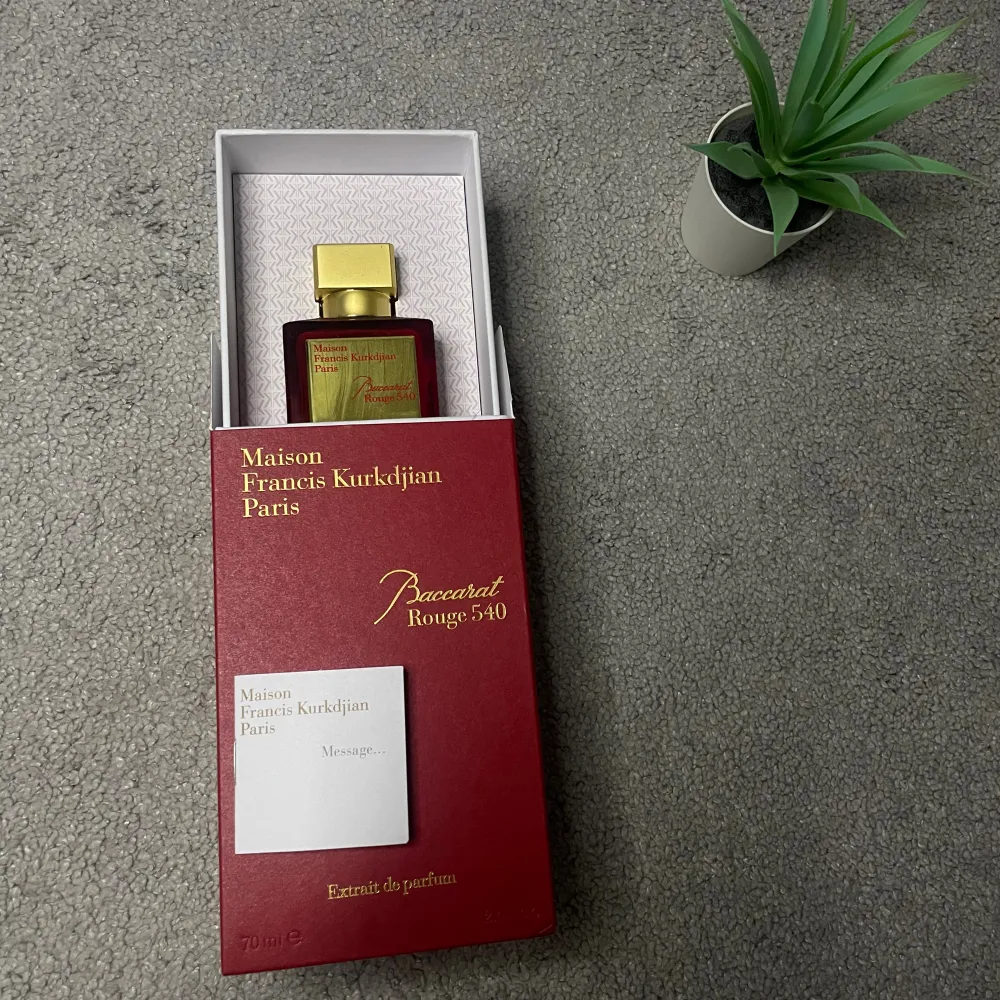 Maison
Francis Kurkdjian
Paris
Baccarat
Rouge 540
Maison
Francis Kurkdjian
Paris
Baccarat
Rouge 540
Maison
Francis Kurkdjian
Paris
Message...
Extrait de parfum
70 ml e